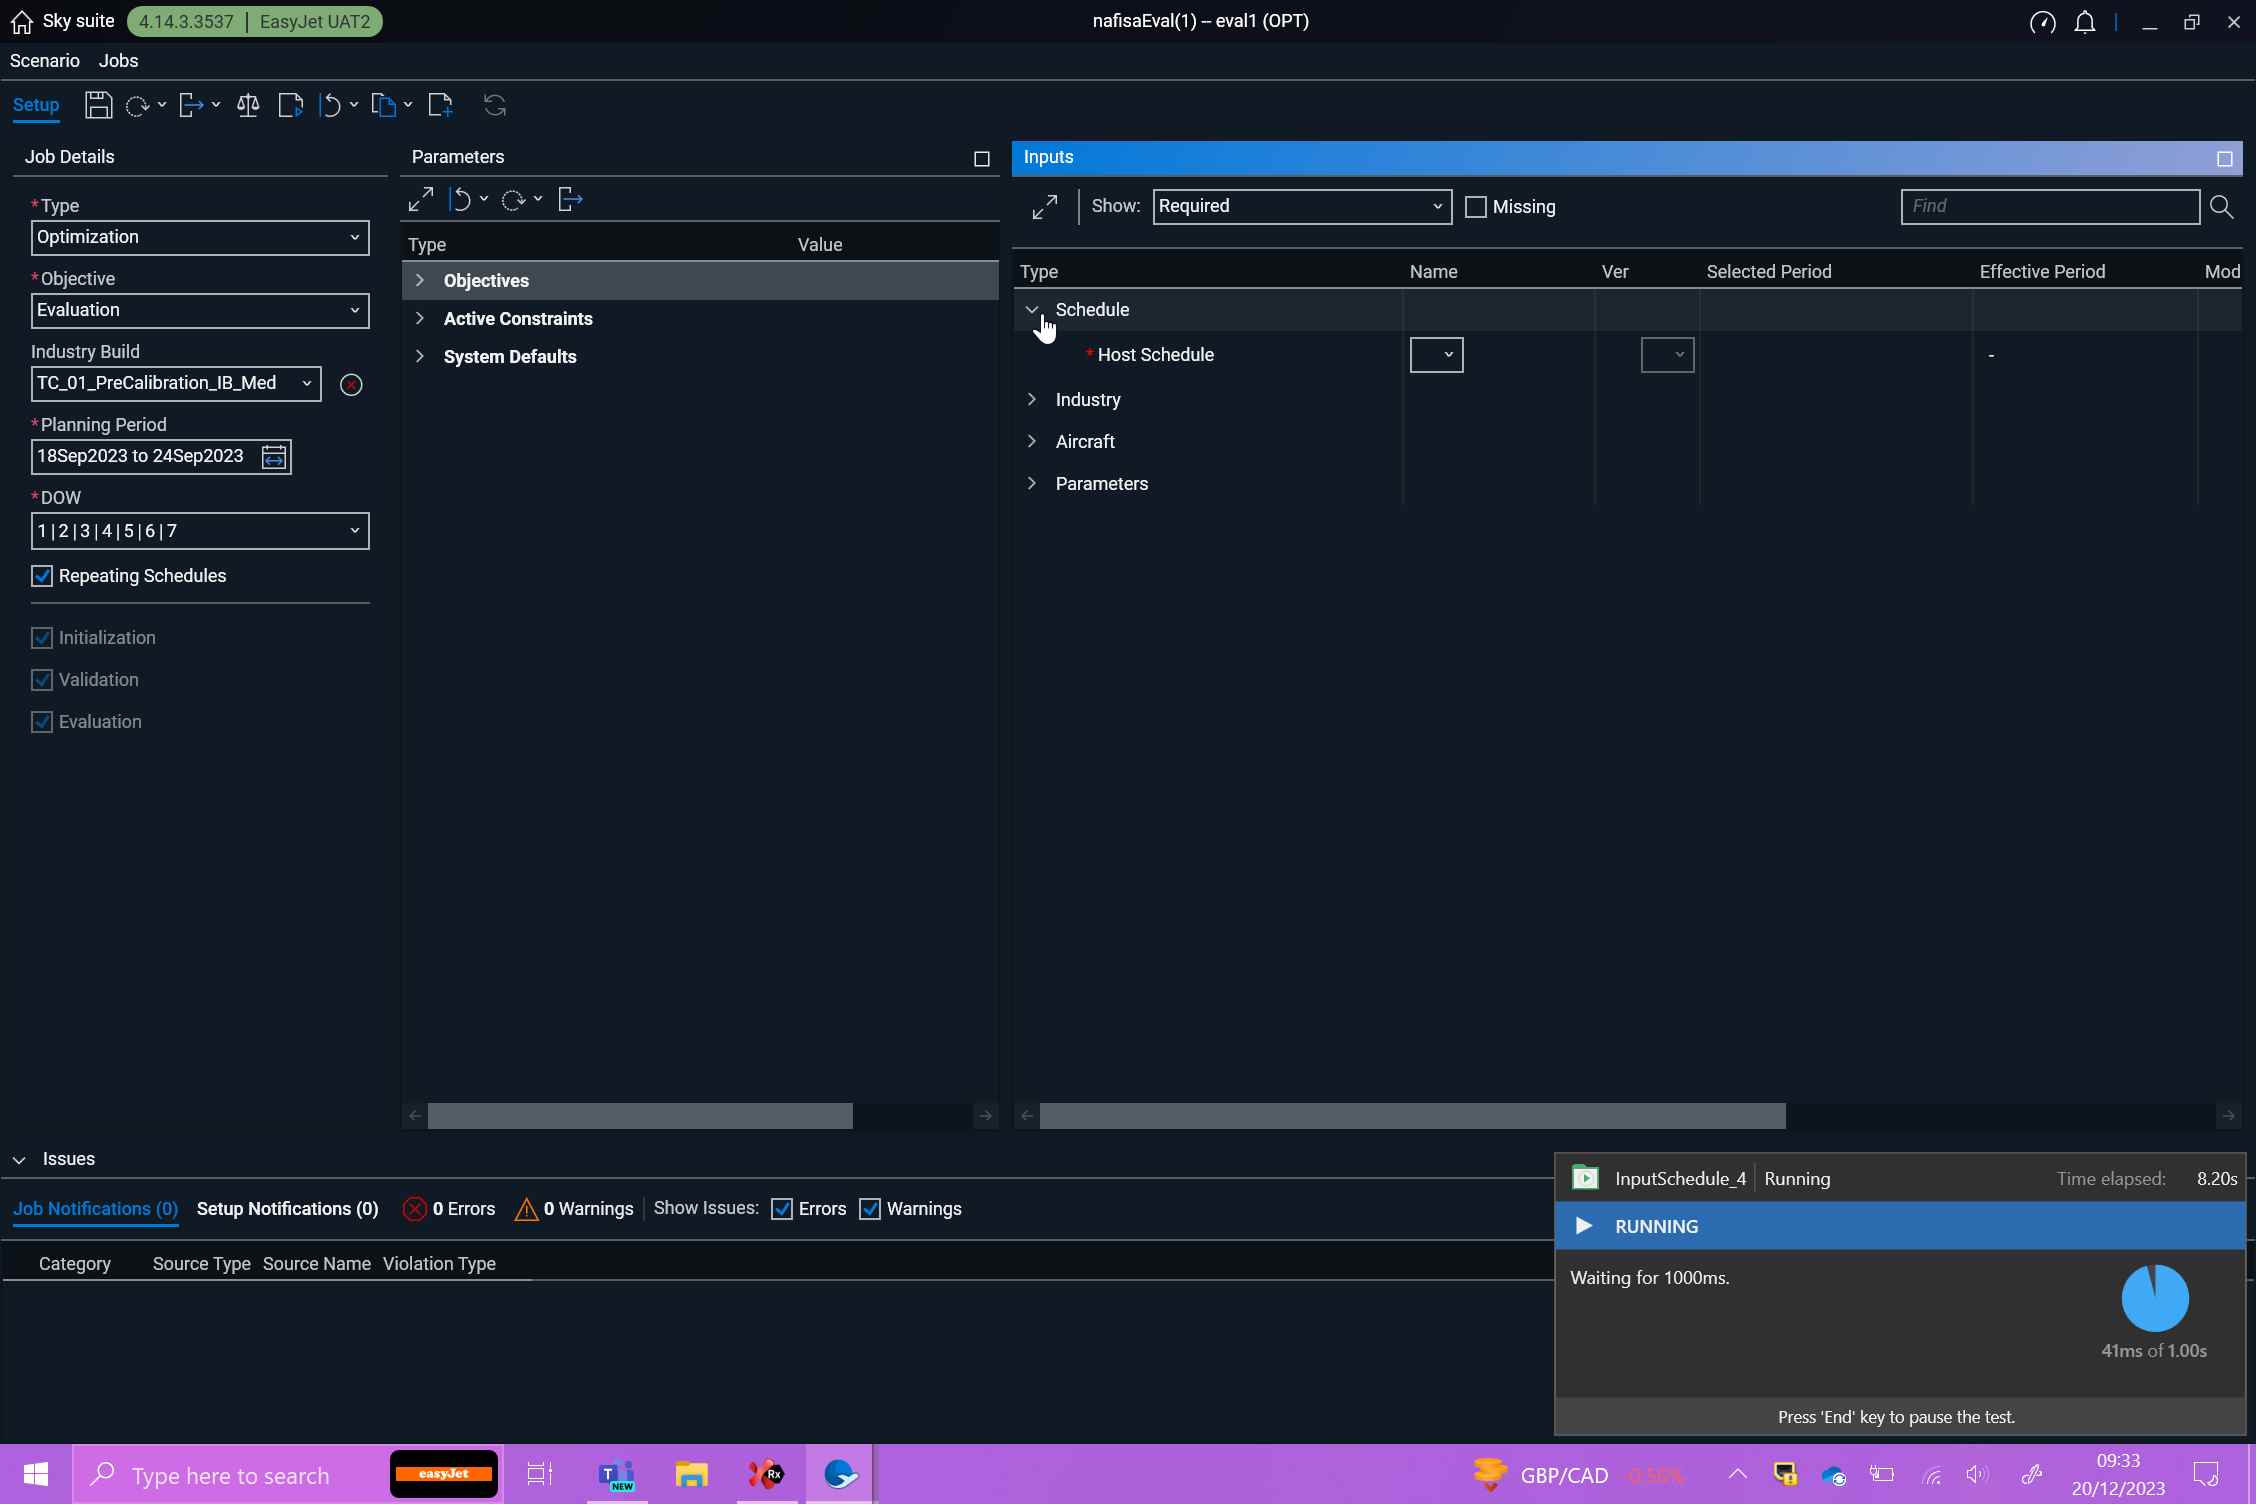 Sky suite 4.14.3.3537 | EasyJet UAT2 nafisaEval(1) -- eval1 (OPT)
Scenario Jobs
Setup
Job Details
*Type
Optimization
*Objective
Evaluation
Industry Build
TC_01_PreCalibration_IB_Med
*Planning Period
18Sep2023 to 24Sep2023
*DOW
1|2|3|4|5|6|7
Repeating Schedules
Initialization
Validation
Evaluation
Parameters
Type Value
Objectives
Active Constraints
System Defaults
Inputs
Show: Required Missing Find
Type Name Ver Selected Period Effective Period Mod
Schedule
* Host Schedule -
Industry
Aircraft
Parameters
Issues
Job Notifications (0) Setup Notifications (0) 0 Errors 0 Warnings Show Issues: Errors Warnings
Category Source Type Source Name Violation Type
InputSchedule_4 Running Time elapsed: 8.20s
RUNNING
Waiting for 1000ms.
41ms of 1.00s
Press 'End' key to pause the test.
Type here to search easyJet T NEW Rx GBP/CAD -0.56% 09:33
20/12/2023